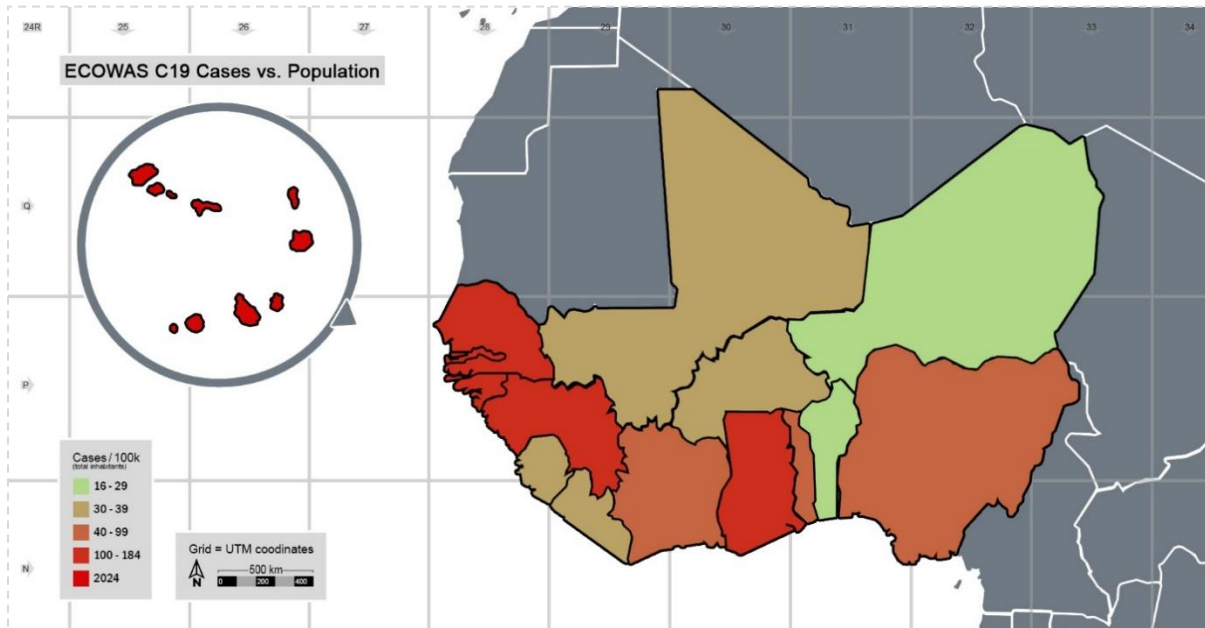 24R 25 26 27 28 29 30 31 32 33 34
ECOWAS C19 Cases vs. Population
Q
P
Cases / 100k
(total inhabitants)
16 - 29
30 - 39
40 - 99
100 - 184
2024
Grid = UTM coodinates
500 km
N
0 200 400
N